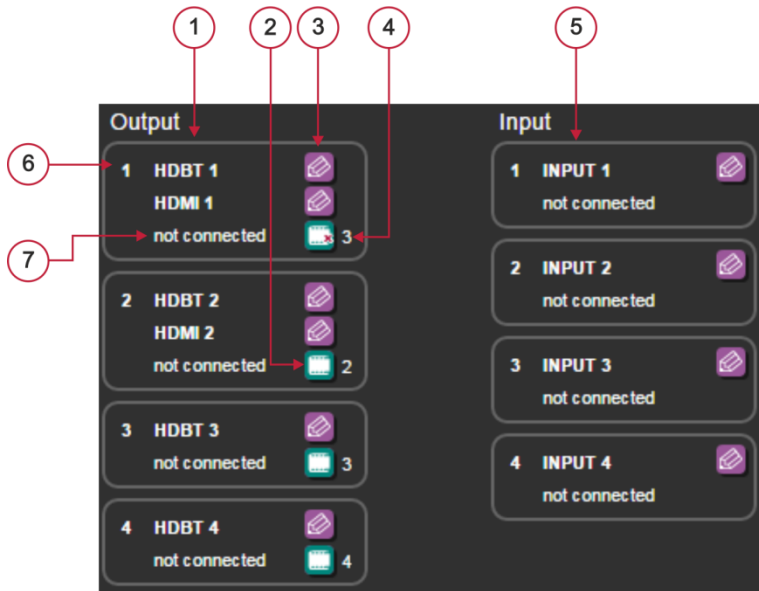 1 2 3 4 5
Output
6
1 HDBT 1
HDMI 1
7
not connected 3
2 HDBT 2
HDMI 2
not connected 2
3 HDBT 3
not connected 3
4 HDBT 4
not connected 4
Input
1 INPUT 1
not connected
2 INPUT 2
not connected
3 INPUT 3
not connected
4 INPUT 4
not connected